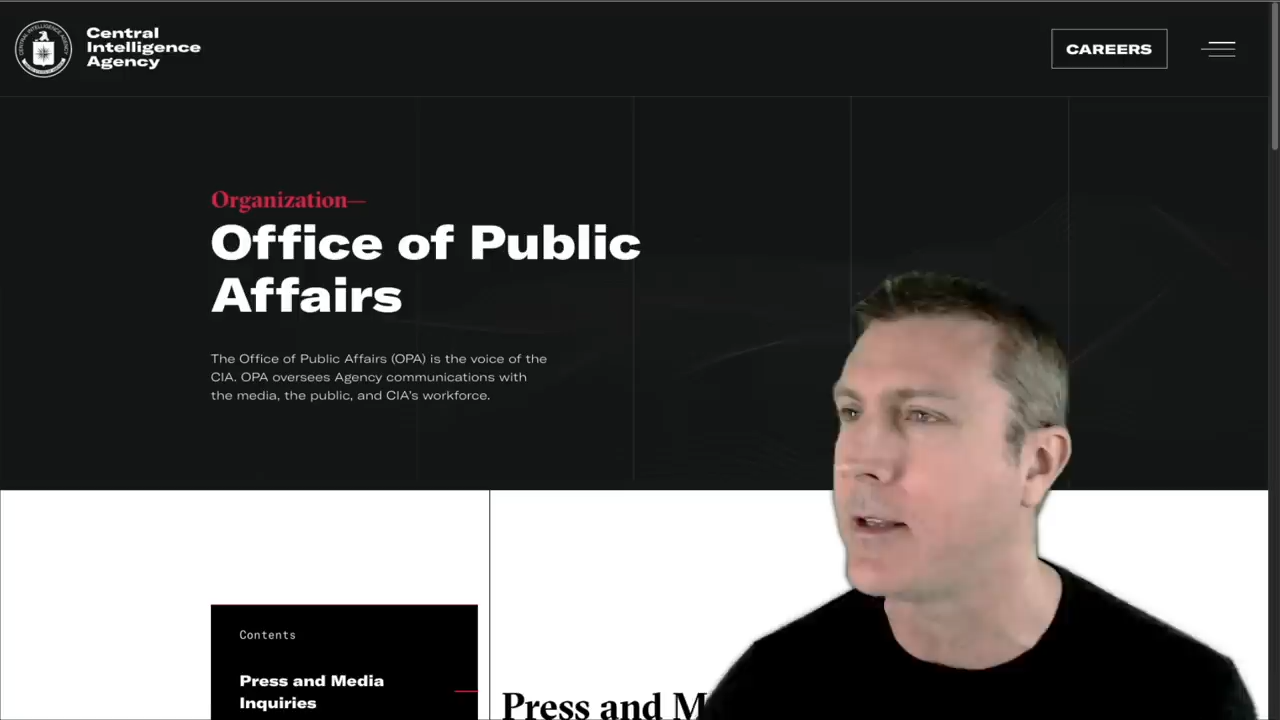 Central
Intelligence
Agency
CAREERS
Organization—
Office of Public
Affairs
The Office of Public Affairs (OPA) is the voice of the
CIA. OPA oversees Agency communications with
the media, the public, and CIA's workforce.
Contents
Press and Media
Inquiries
Press and M